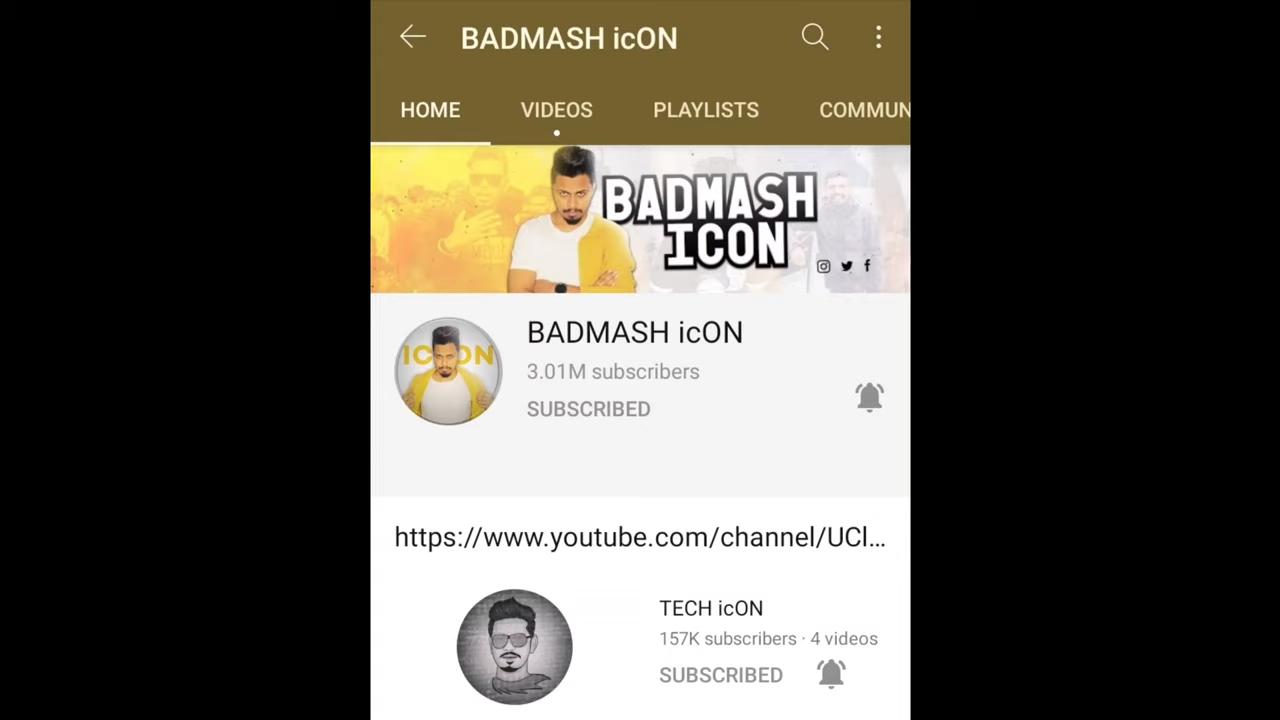 BADMASH icON
HOME VIDEOS PLAYLISTS COMMUN
BADMASH
ICON
BADMASH icON
ICON
3.01M subscribers
SUBSCRIBED
https://www.youtube.com/channel/UCl...
TECH icON
157K subscribers · 4 videos
SUBSCRIBED